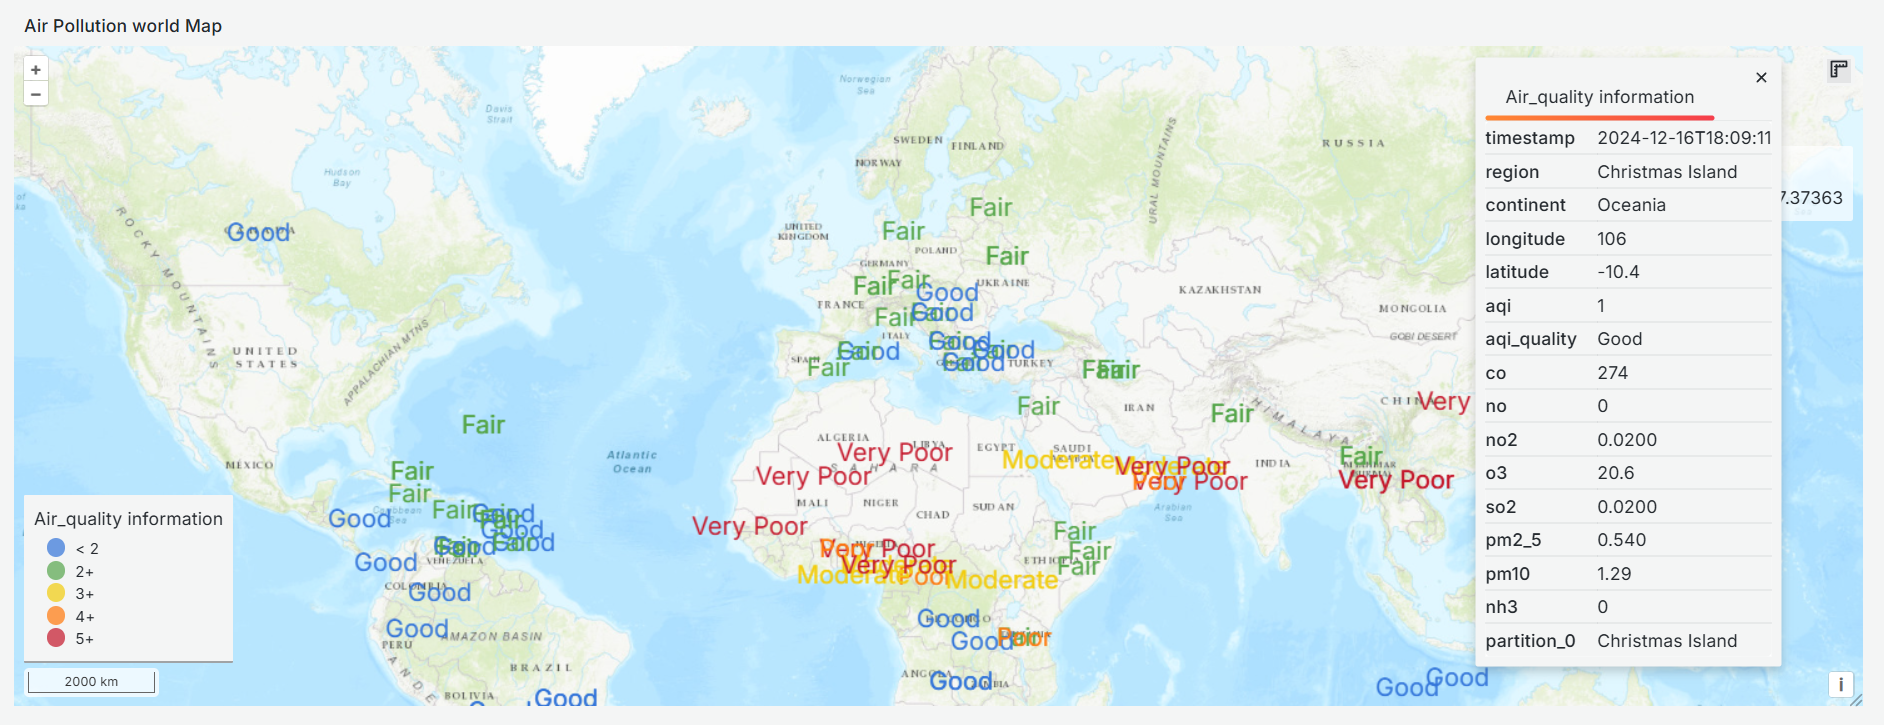 Air Pollution world Map
+
−
Norwegian
Sea
Davis
Strait
Hudson
Bay
SWEDEN
FINLAND
NORWAY
RUSSIA
URAL MOUNTAINS
ROCKY MOUNTAINS
Good
UNITED
KINGDOM
Fair
Fair
POLAND
Fair
GERMANY
Fair
Fair
UKRAINE
Good
FRANCE
Fair
Good
KAZAKHSTAN
MONGOLIA
GOBI DESERT
ITALY
UNITED
STATES
APPALACHIAN MTNS
SPAIN
Good
Fair
Good
Good
TURKEY
Fair
Fair
Fair
IRAN
Fair
HIMALAYA
CHINA
Very
Fair
Atlantic
Ocean
ALGERIA
LIBYA
EGYPT
SAUDI
Very Poor
SAHARA
Moderate
Very Poor
Very Poor
INDIA
Fair
Very Poor
MEXICO
Fair
Fair
Very Poor
MALI
NIGER
CHAD
SUDAN
Arabian
Sea
Caribbean
Sea
Good
Fair
Good
Good
Very Poor
Fair
Fair
Fair
ETHIOPIA
Very Poor
Very Poor
Moderate
Poor
Moderate
Good
VENEZUELA
COLOMBIA
Good
Good
AMAZON BASIN
PERU
BRAZIL
ANDE
BOLIVIA
Good
Good
Good
Poor
ANGOLA
Good
Good
Good
Air_quality information
< 2
2+
3+
4+
5+
2000 km
×
Air_quality information
timestamp 2024-12-16T18:09:11
region Christmas Island
continent Oceania
longitude 106
latitude -10.4
aqi 1
aqi_quality Good
co 274
no 0
no2 0.0200
o3 20.6
so2 0.0200
pm2_5 0.540
pm10 1.29
nh3 0
partition_0 Christmas Island
7.37363
i